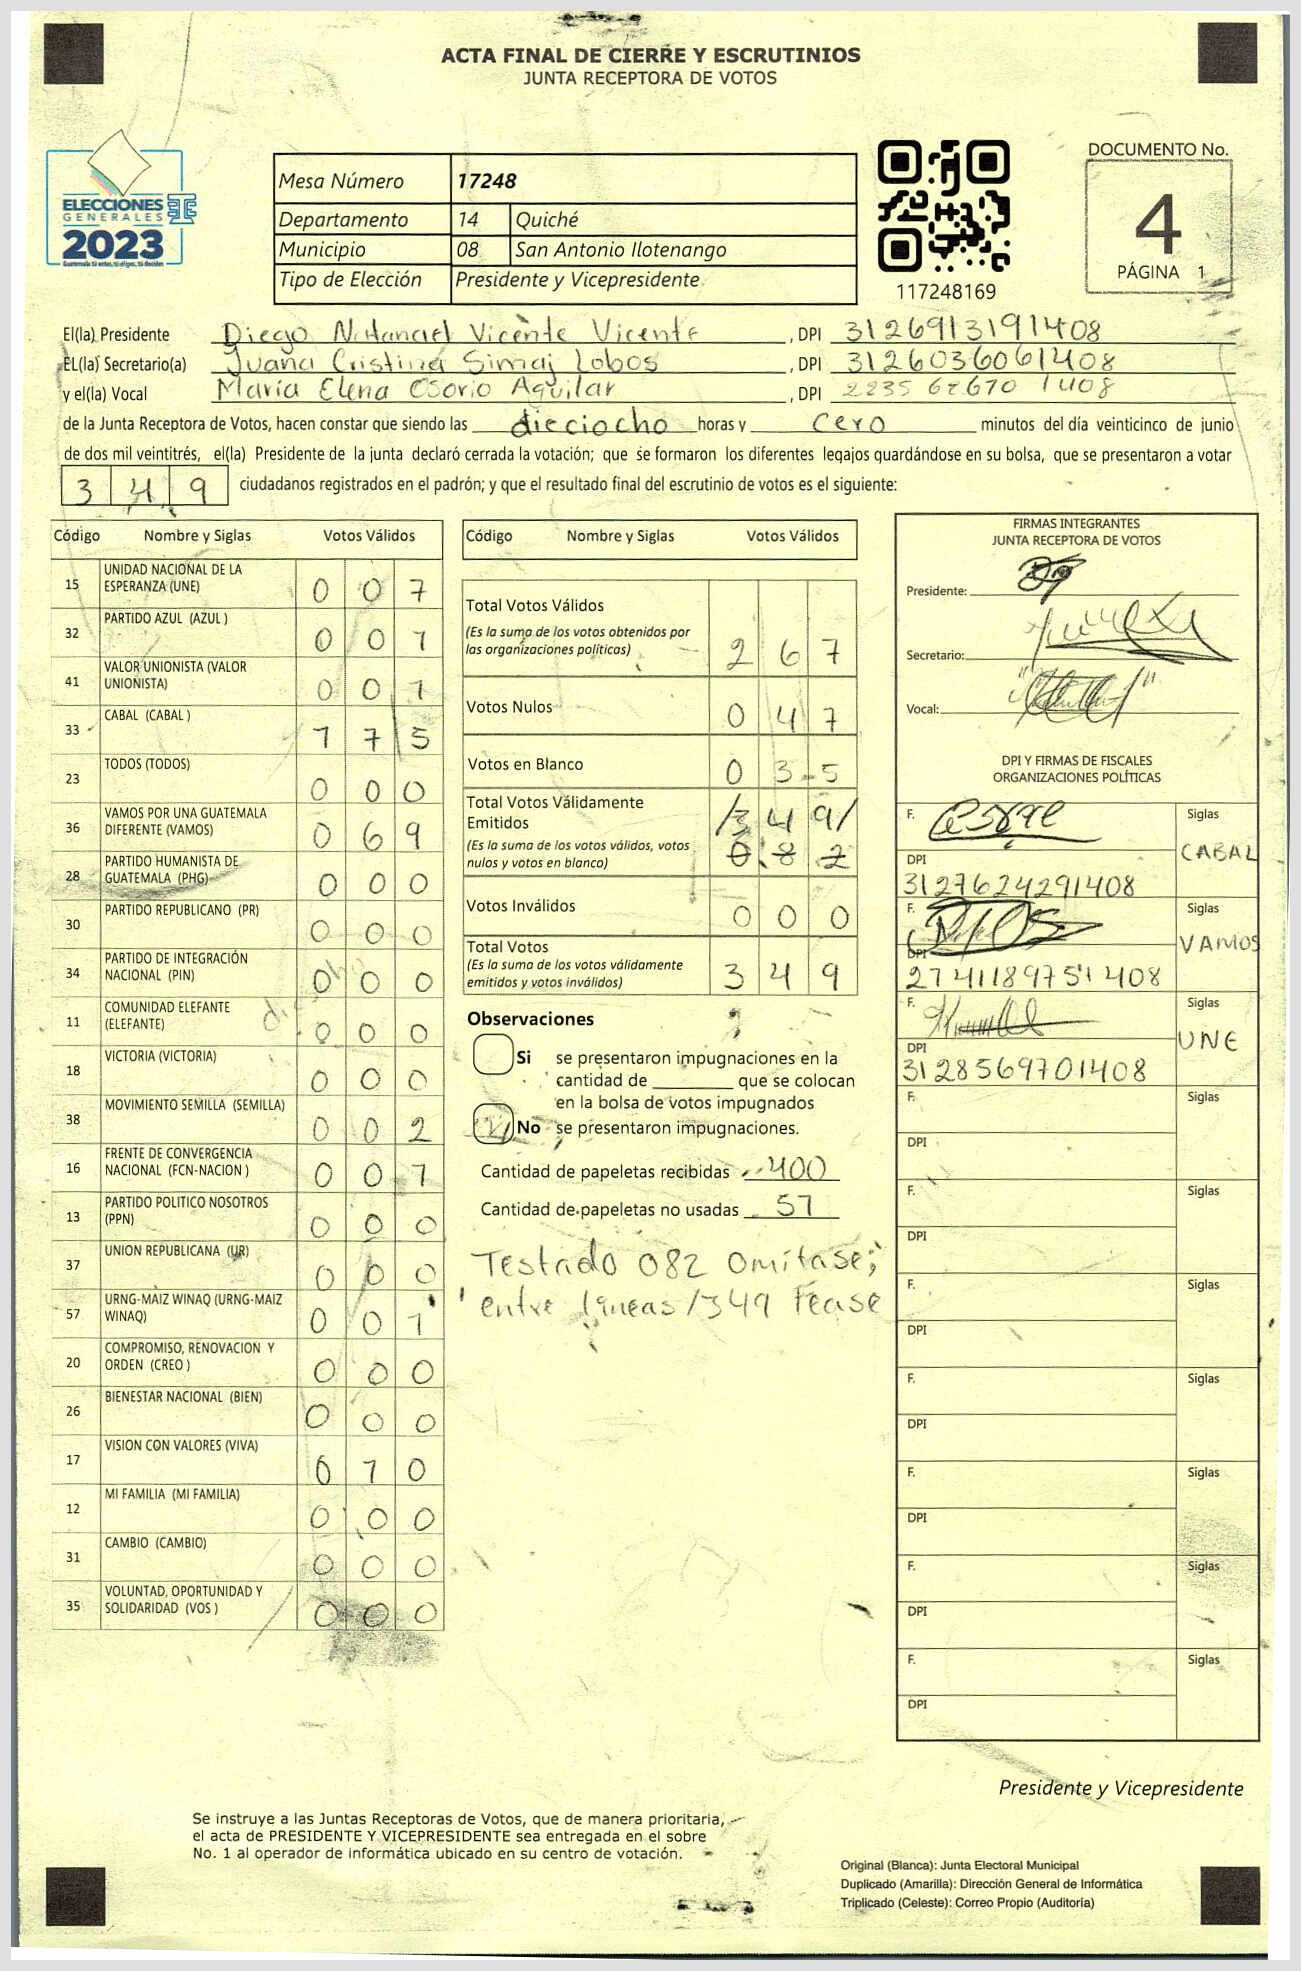 ACTA FINAL DE CIERRE Y ESCRUTINIOS
JUNTA RECEPTORA DE VOTOS
ELECCIONES
GENERALES
2023
Mesa Número 17248
Departamento 14 Quiché
Municipio 08 San Antonio Ilotenango
Tipo de Elección Presidente y Vicepresidente
117248169
DOCUMENTO No.
4
PÁGINA 1
El(la) Presidente Diego Natanael Vicente Vicente, DPI 3126913191408
EL(la) Secretario(a) Juana Cristina Simaj Lobos, DPI 3126036061408
y el(la) Vocal María Elena Osorio Aguilar, DPI 2235 67670 1408
de la Junta Receptora de Votos, hacen constar que siendo las dieciocho horas y cero minutos del día veinticinco de junio
de dos mil veintitrés, el(la) Presidente de la junta declaró cerrada la votación; que se formaron los diferentes legajos guardándose en su bolsa, que se presentaron a votar
3 4 9 ciudadanos registrados en el padrón; y que el resultado final del escrutinio de votos es el siguiente:
Código Nombre y Siglas Votos Válidos
15 UNIDAD NACIONAL DE LA ESPERANZA (UNE) 0 0 7
32 PARTIDO AZUL (AZUL ) 0 0 1
41 VALOR UNIONISTA (VALOR UNIONISTA) 0 0 1
33 CABAL (CABAL ) 1 7 5
23 TODOS (TODOS) 0 0 0
36 VAMOS POR UNA GUATEMALA DIFERENTE (VAMOS) 0 6 9
28 PARTIDO HUMANISTA DE GUATEMALA (PHG) 0 0 0
30 PARTIDO REPUBLICANO (PR) 0 0 0
34 PARTIDO DE INTEGRACIÓN NACIONAL (PIN) 0 0 0
11 COMUNIDAD ELEFANTE (ELEFANTE) 0 0 0
18 VICTORIA (VICTORIA) 0 0 0
38 MOVIMIENTO SEMILLA (SEMILLA) 0 0 2
16 FRENTE DE CONVERGENCIA NACIONAL (FCN-NACION ) 0 0 1
13 PARTIDO POLITICO NOSOTROS (PPN) 0 0 0
37 UNION REPUBLICANA (UR) 0 0 0
57 URNG-MAIZ WINAQ (URNG-MAIZ WINAQ) 0 0 1
20 COMPROMISO, RENOVACION Y ORDEN (CREO ) 0 0 0
26 BIENESTAR NACIONAL (BIEN) 0 0 0
17 VISION CON VALORES (VIVA) 0 1 0
12 MI FAMILIA (MI FAMILIA) 0 0 0
31 CAMBIO (CAMBIO) 0 0 0
35 VOLUNTAD, OPORTUNIDAD Y SOLIDARIDAD (VOS ) 0 0 0
Código Nombre y Siglas Votos Válidos
Total Votos Válidos 2 6 7
(Es la suma de los votos obtenidos por
las organizaciones políticas)
Votos Nulos 0 4 7
Votos en Blanco 0 3 5
Total Votos Válidamente /3 4 9/
Emitidos
(Es la suma de los votos válidos, votos 0 8 2
nulos y votos en blanco)
Votos Inválidos 0 0 0
Total Votos
(Es la suma de los votos válidamente 3 4 9
emitidos y votos inválidos)
Observaciones
Si se presentaron impugnaciones en la
cantidad de ________ que se colocan
en la bolsa de votos impugnados
No se presentaron impugnaciones.
Cantidad de papeletas recibidas 400
Cantidad de papeletas no usadas 51
Testado 082 Omitase;
entre líneas /349 Lease
FIRMAS INTEGRANTES
JUNTA RECEPTORA DE VOTOS
Presidente:
Secretario:
Vocal:
DPI Y FIRMAS DE FISCALES
ORGANIZACIONES POLÍTICAS
F. Siglas CABAL
DPI
3127624291408
F. Siglas VAMOS
DPI
2741189751408
F. Siglas UNE
DPI
3128569701408
F. Siglas
DPI
F. Siglas
DPI
F. Siglas
DPI
F. Siglas
DPI
F. Siglas
DPI
F. Siglas
DPI
F. Siglas
DPI
Presidente y Vicepresidente
Se instruye a las Juntas Receptoras de Votos, que de manera prioritaria,
el acta de PRESIDENTE Y VICEPRESIDENTE sea entregada en el sobre
No. 1 al operador de informática ubicado en su centro de votación.
Original (Blanca): Junta Electoral Municipal
Duplicado (Amarilla): Dirección General de Informática
Triplicado (Celeste): Correo Propio (Auditoría)